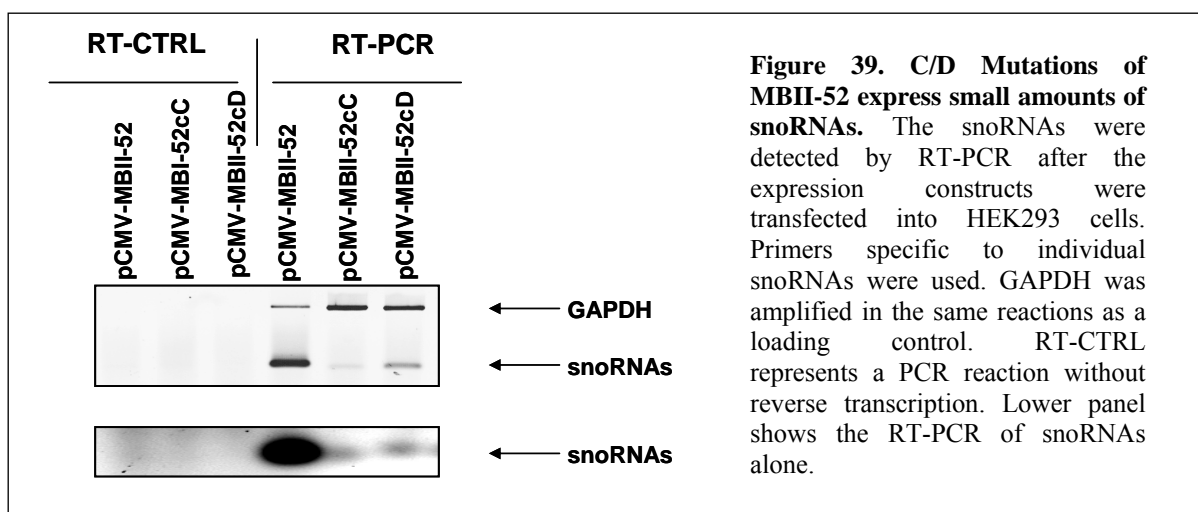 RT-CTRL
RT-PCR
pCMV-MBII-52
pCMV-MBI-52cC
pCMV-MBII-52cD
pCMV-MBII-52
pCMV-MBII-52cC
pCMV-MBII-52cD
GAPDH
snoRNAs
snoRNAs
Figure 39. C/D Mutations of
MBII-52 express small amounts of
snoRNAs. The snoRNAs were
detected by RT-PCR after the
expression constructs were
transfected into HEK293 cells.
Primers specific to individual
snoRNAs were used. GAPDH was
amplified in the same reactions as a
loading control. RT-CTRL
represents a PCR reaction without
reverse transcription. Lower panel
shows the RT-PCR of snoRNAs
alone.